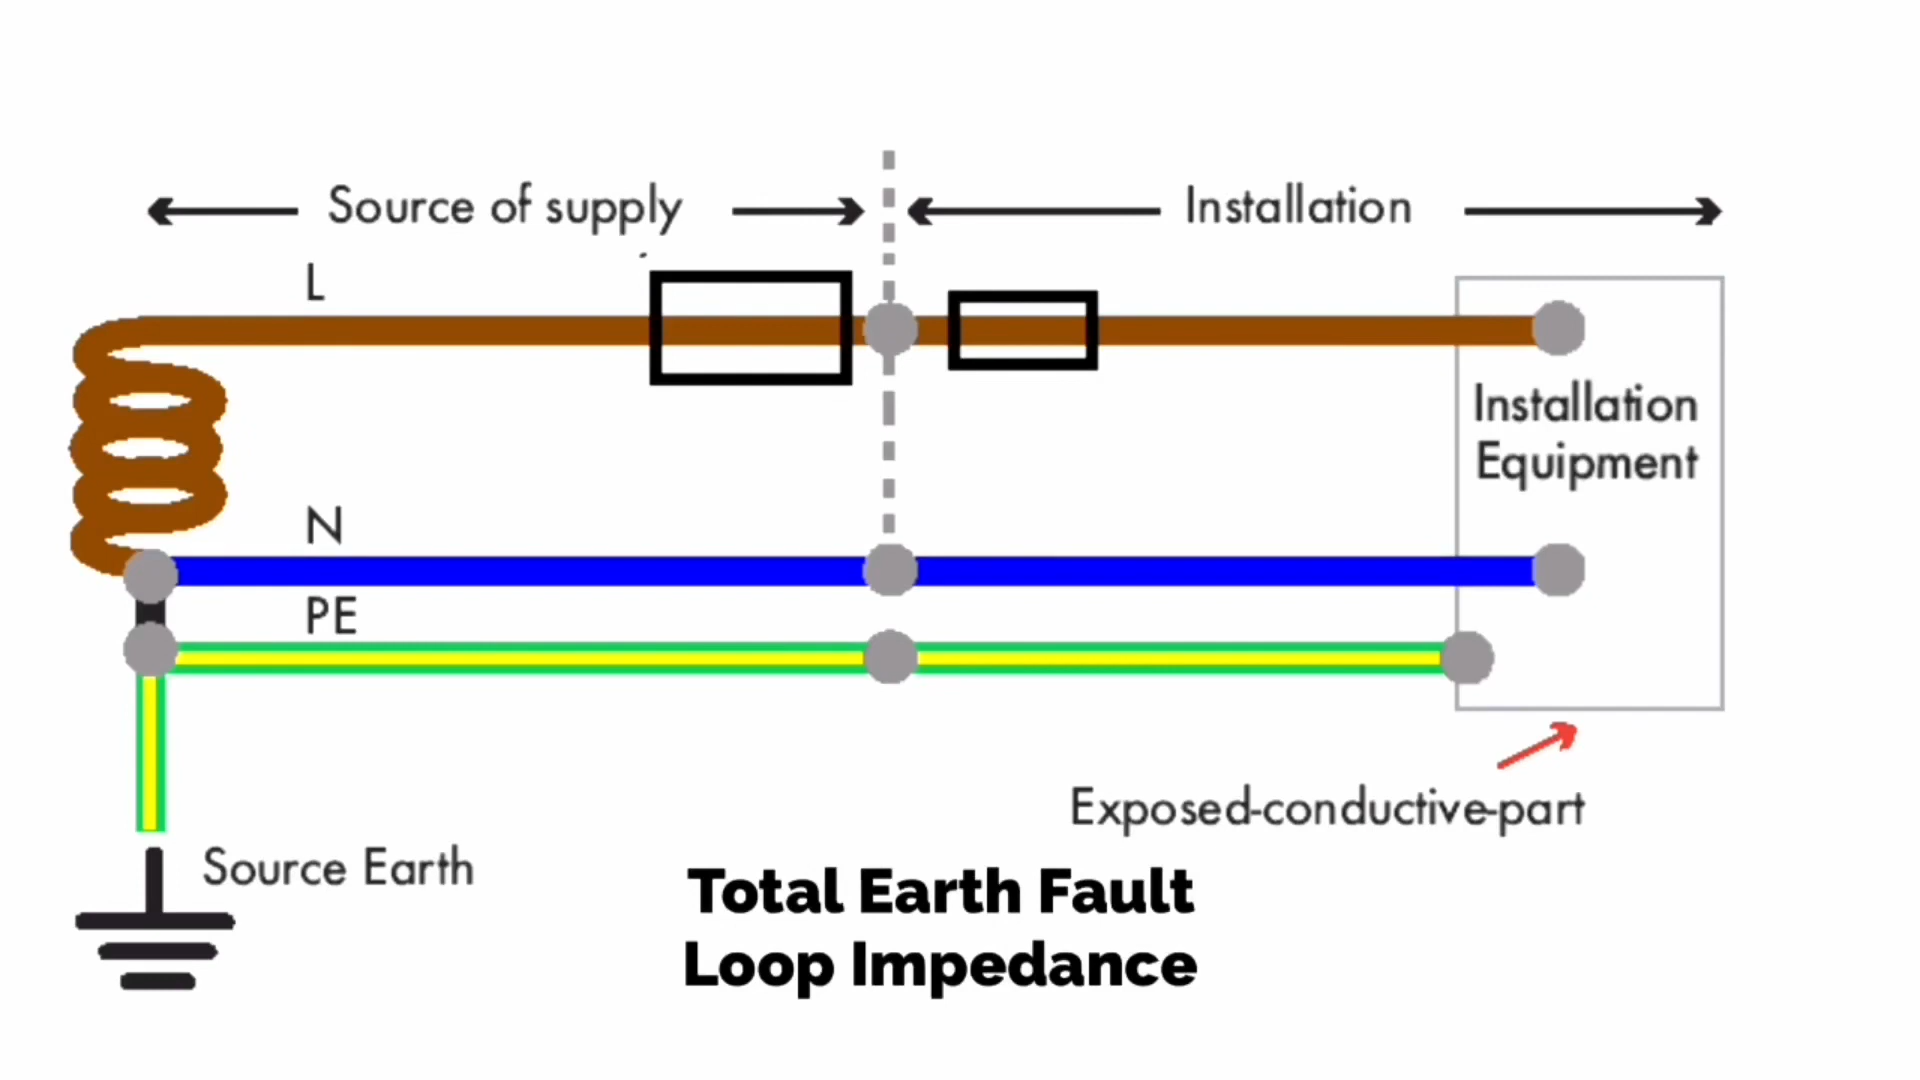 Source of supply
Installation
L
Installation
Equipment
N
PE
Exposed-conductive-part
Source Earth
Total Earth Fault
Loop Impedance